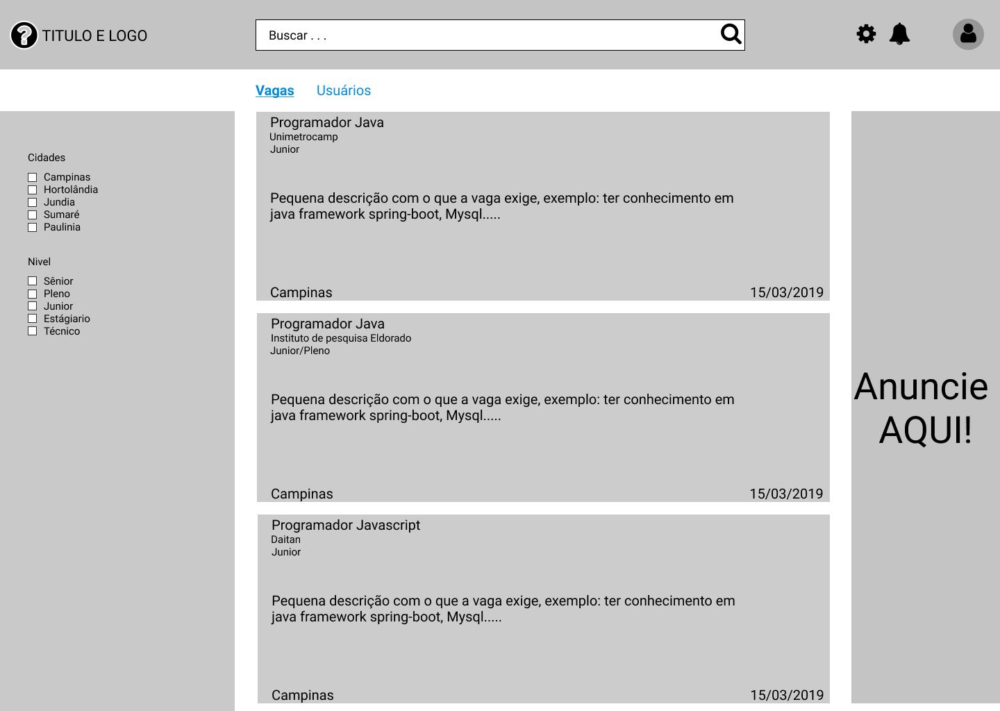 TITULO E LOGO
Buscar . . .
Vagas
Usuários
Cidades
Campinas
Hortolândia
Jundia
Sumaré
Paulinia
Nivel
Sênior
Pleno
Junior
Estágiario
Técnico
Programador Java
Unimetrocamp
Junior
Pequena descrição com o que a vaga exige, exemplo: ter conhecimento em
java framework spring-boot, Mysql.....
Campinas
15/03/2019
Programador Java
Instituto de pesquisa Eldorado
Junior/Pleno
Pequena descrição com o que a vaga exige, exemplo: ter conhecimento em
java framework spring-boot, Mysql.....
Campinas
15/03/2019
Programador Javascript
Daitan
Junior
Pequena descrição com o que a vaga exige, exemplo: ter conhecimento em
java framework spring-boot, Mysql.....
Campinas
15/03/2019
Anuncie
AQUI!